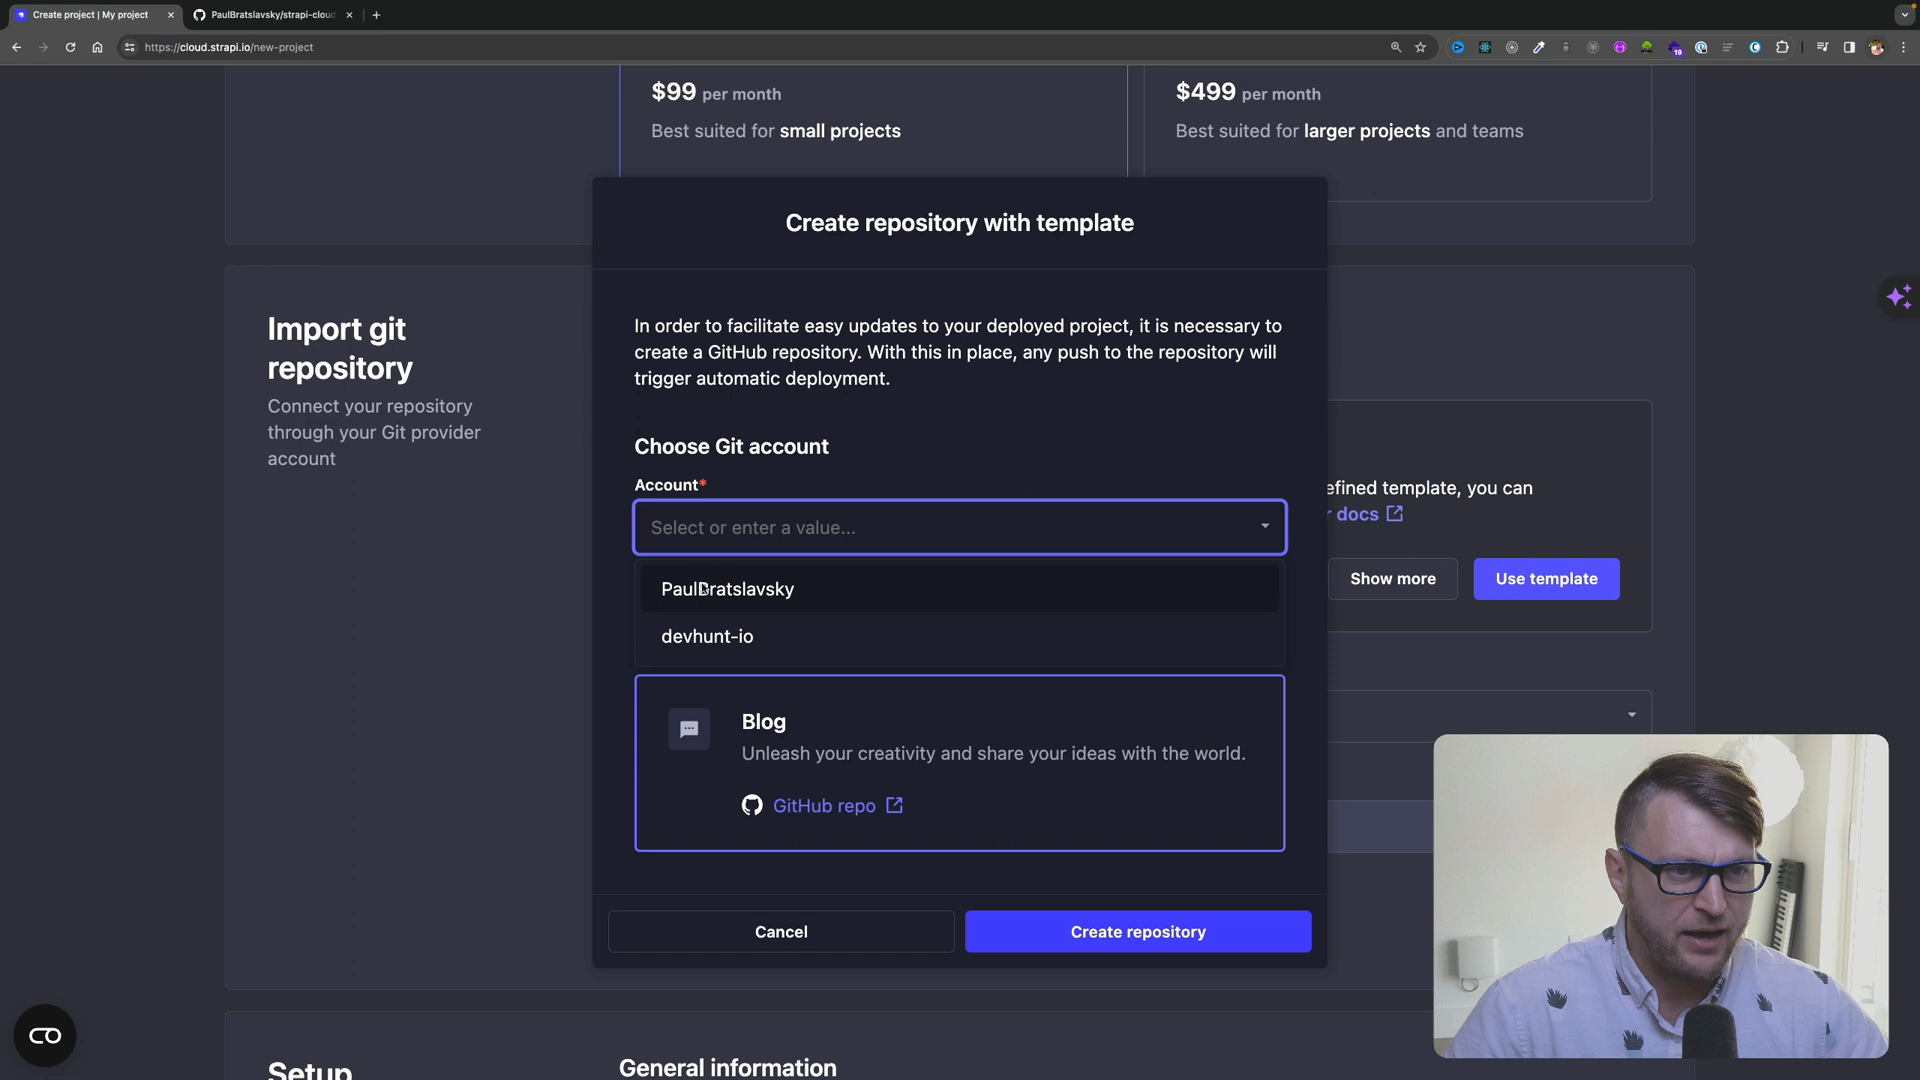 Create project | My project
PaulBratslavsky/strapi-cloud
https://cloud.strapi.io/new-project
19
$99 per month
Best suited for small projects
$499 per month
Best suited for larger projects and teams
Create repository with template
In order to facilitate easy updates to your deployed project, it is necessary to
create a GitHub repository. With this in place, any push to the repository will
trigger automatic deployment.
Import git
repository
Connect your repository
through your Git provider
account
Choose Git account
Account*
Select or enter a value...
PaulBratslavsky
devhunt-io
efined template, you can
r docs
Show more
Use template
Blog
Unleash your creativity and share your ideas with the world.
GitHub repo
Cancel
Create repository
Setup
General information